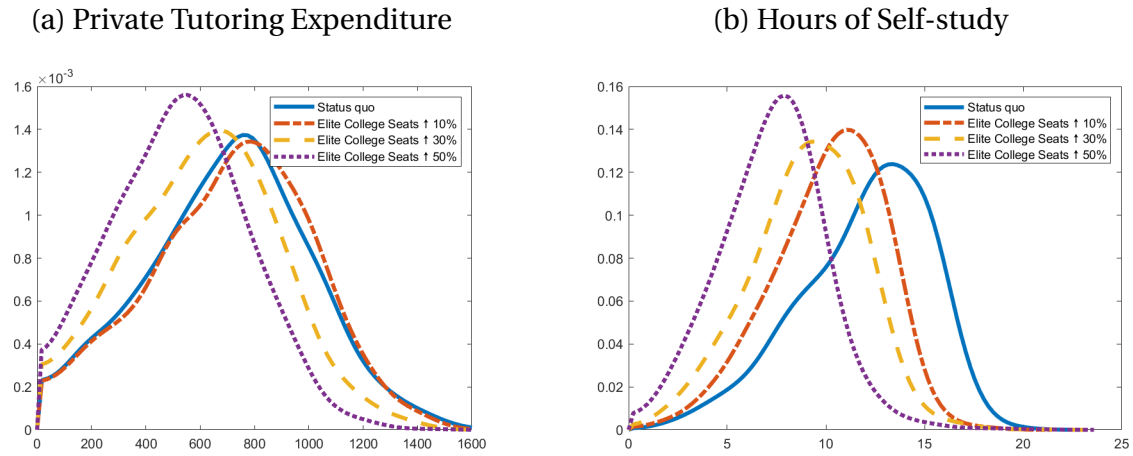 (a) Private Tutoring Expenditure
×10⁻³
1.6
1.4
1.2
1
0.8
0.6
0.4
0.2
0
0 200 400 600 800 1000 1200 1400 1600
Status quo
Elite College Seats ↑ 10%
Elite College Seats ↑ 30%
Elite College Seats ↑ 50%
(b) Hours of Self-study
0.16
0.14
0.12
0.1
0.08
0.06
0.04
0.02
0
0 5 10 15 20 25
Status quo
Elite College Seats ↑ 10%
Elite College Seats ↑ 30%
Elite College Seats ↑ 50%